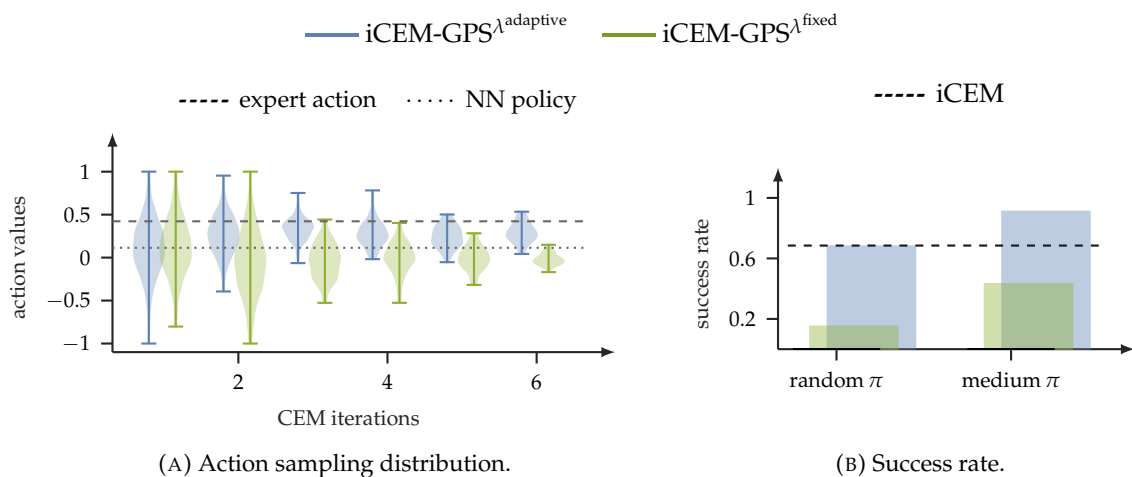 iCEM-GPS^λ^adaptive iCEM-GPS^λ^fixed
expert action NN policy
iCEM
action values
1
0.5
0
−0.5
−1
2 4 6
CEM iterations
(A) Action sampling distribution.
success rate
1
0.6
0.2
random π medium π
(B) Success rate.